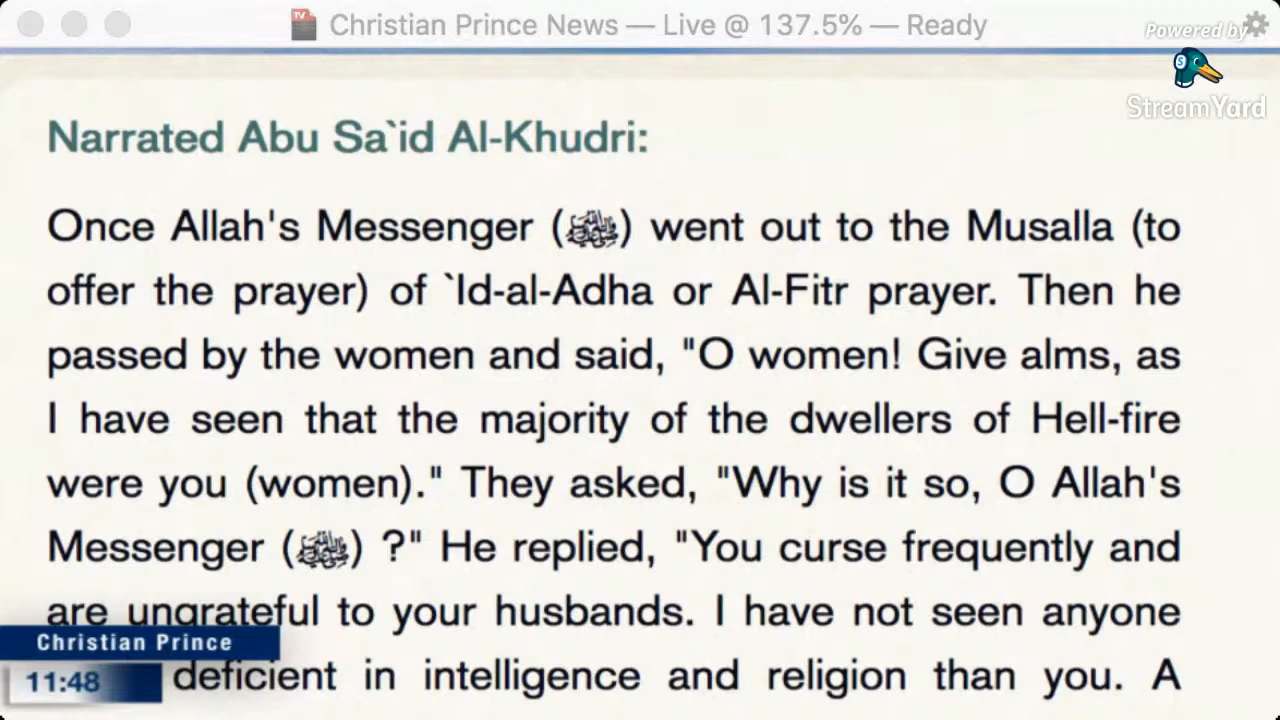 Christian Prince News — Live @ 137.5% — Ready
Powered by
StreamYard
Narrated Abu Sa`id Al-Khudri:
Once Allah's Messenger (ﷺ) went out to the Musalla (to
offer the prayer) of `Id-al-Adha or Al-Fitr prayer. Then he
passed by the women and said, "O women! Give alms, as
I have seen that the majority of the dwellers of Hell-fire
were you (women)." They asked, "Why is it so, O Allah's
Messenger (ﷺ) ?" He replied, "You curse frequently and
are ungrateful to your husbands. I have not seen anyone
deficient in intelligence and religion than you. A
Christian Prince
11:48